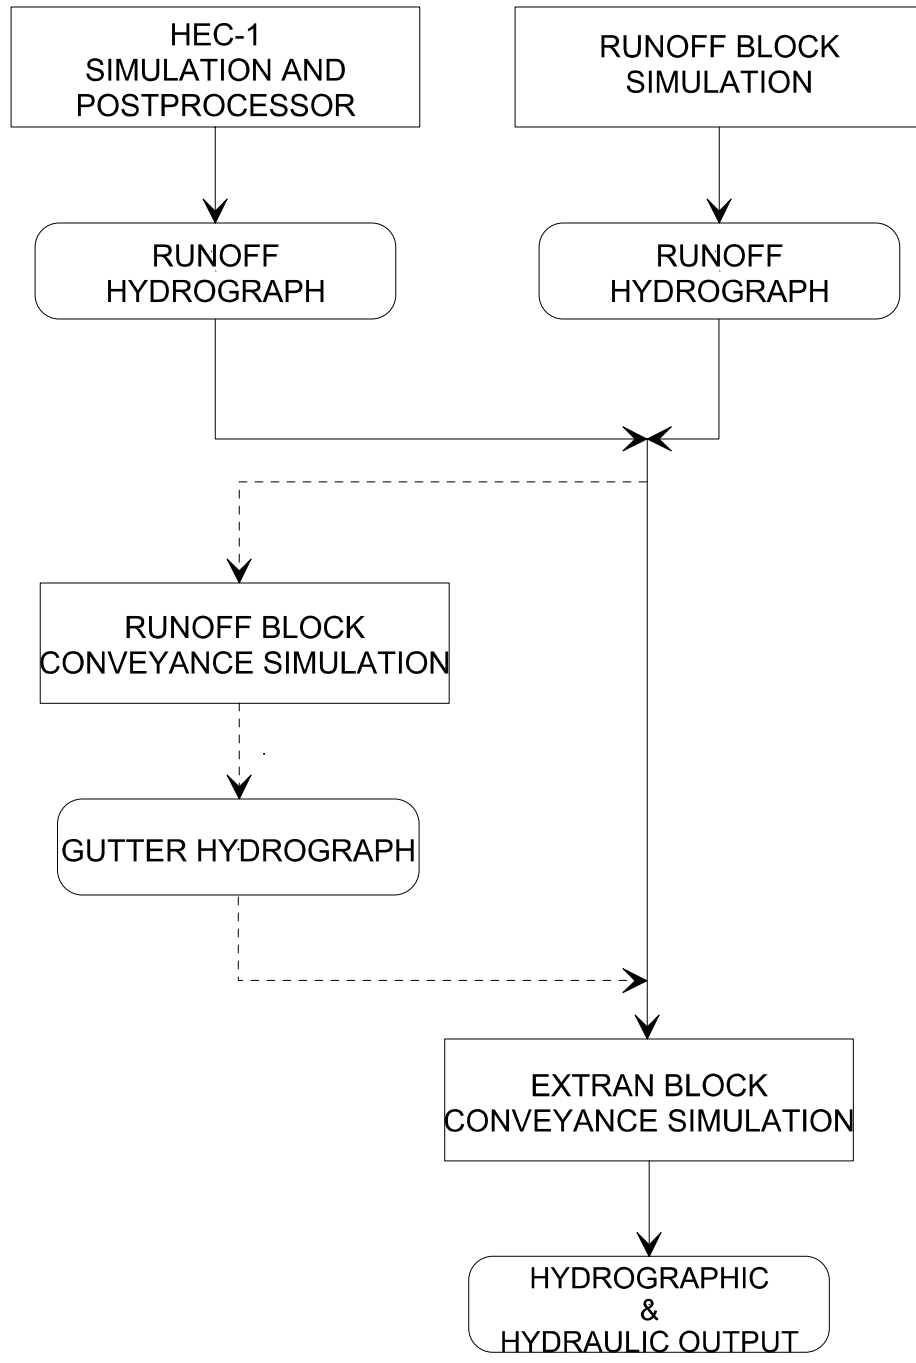 HEC-1
SIMULATION AND
POSTPROCESSOR
RUNOFF BLOCK
SIMULATION
RUNOFF
HYDROGRAPH
RUNOFF
HYDROGRAPH
RUNOFF BLOCK
CONVEYANCE SIMULATION
GUTTER HYDROGRAPH
EXTRAN BLOCK
CONVEYANCE SIMULATION
HYDROGRAPHIC
&
HYDRAULIC OUTPUT